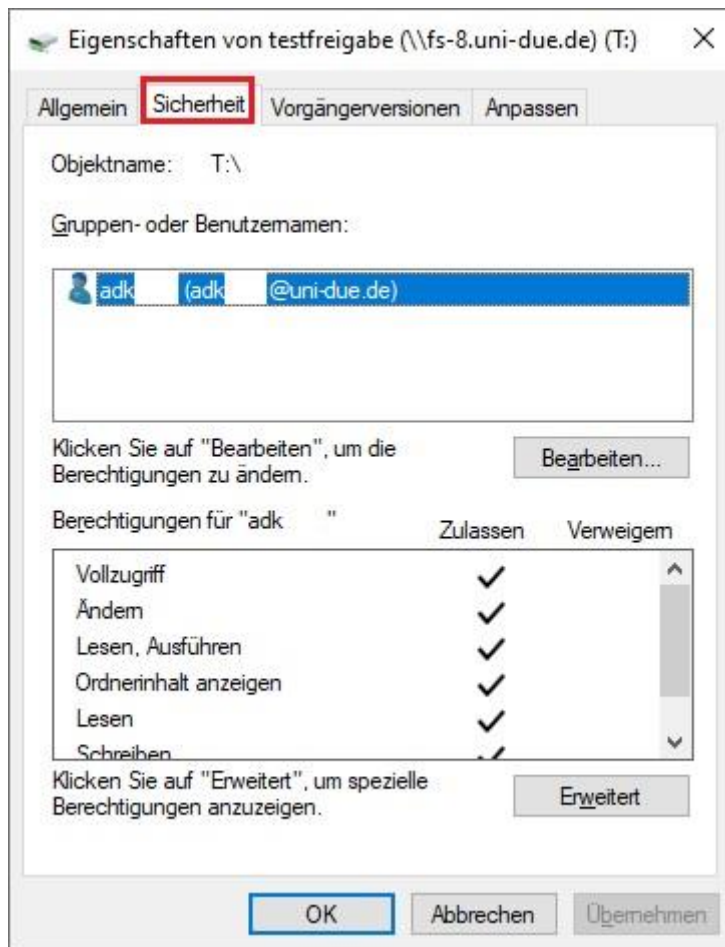 Eigenschaften von testfreigabe (\\fs-8.uni-due.de) (T:)
Allgemein Sicherheit Vorgängerversionen Anpassen
Objektname: T:\
Gruppen- oder Benutzernamen:
adk (adk @uni-due.de)
Klicken Sie auf "Bearbeiten", um die
Berechtigungen zu ändern.
Bearbeiten...
Berechtigungen für "adk "
Zulassen Verweigern
Vollzugriff
Ändern
Lesen, Ausführen
Ordnerinhalt anzeigen
Lesen
Schreiben
Klicken Sie auf "Erweitert", um spezielle
Berechtigungen anzuzeigen.
Erweitert
OK Abbrechen Übernehmen